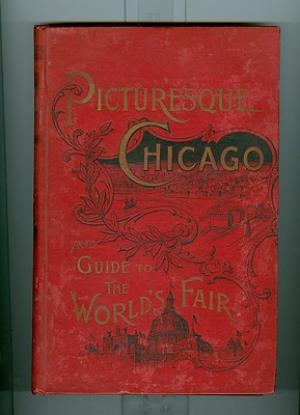 PICTURESQUE
CHICAGO
AND
GUIDE TO
THE
WORLD'S FAIR